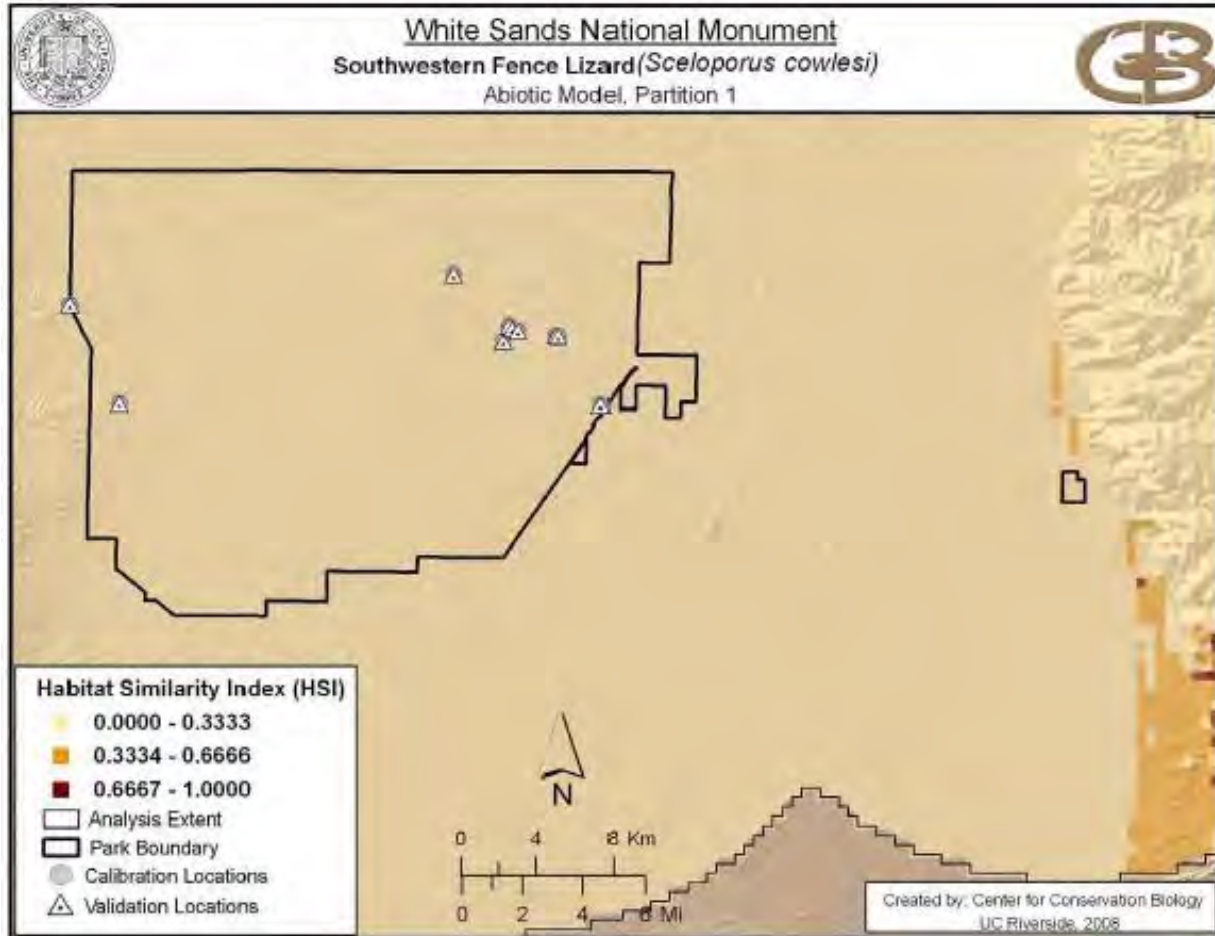 White Sands National Monument
Southwestern Fence Lizard (Sceloporus cowlesi)
Abiotic Model, Partition 1
Habitat Similarity Index (HSI)
0.0000 - 0.3333
0.3334 - 0.6666
0.6667 - 1.0000
Analysis Extent
Park Boundary
Calibration Locations
Validation Locations
N
0 4 8 Km
0 2 4 6 Mi
Created by: Center for Conservation Biology
UC Riverside, 2008